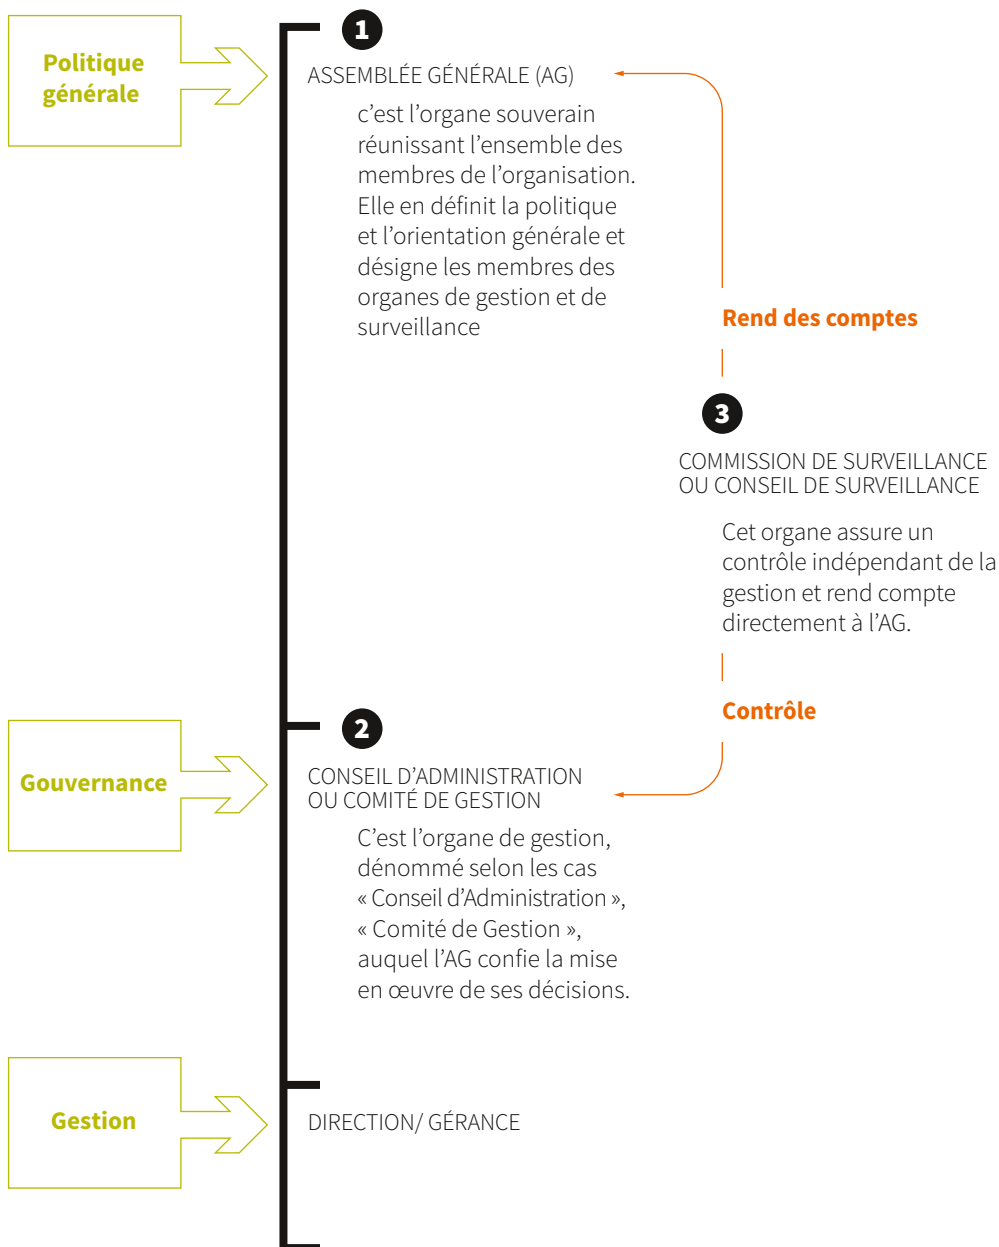 Politique
générale
1
ASSEMBLÉE GÉNÉRALE (AG)
c’est l’organe souverain
réunissant l’ensemble des
membres de l’organisation.
Elle en définit la politique
et l’orientation générale et
désigne les membres des
organes de gestion et de
surveillance
Rend des comptes
3
COMMISSION DE SURVEILLANCE
OU CONSEIL DE SURVEILLANCE
Cet organe assure un
contrôle indépendant de la
gestion et rend compte
directement à l’AG.
Contrôle
Gouvernance
2
CONSEIL D’ADMINISTRATION
OU COMITÉ DE GESTION
C’est l’organe de gestion,
dénommé selon les cas
« Conseil d’Administration »,
« Comité de Gestion »,
auquel l’AG confie la mise
en œuvre de ses décisions.
Gestion
DIRECTION/ GÉRANCE